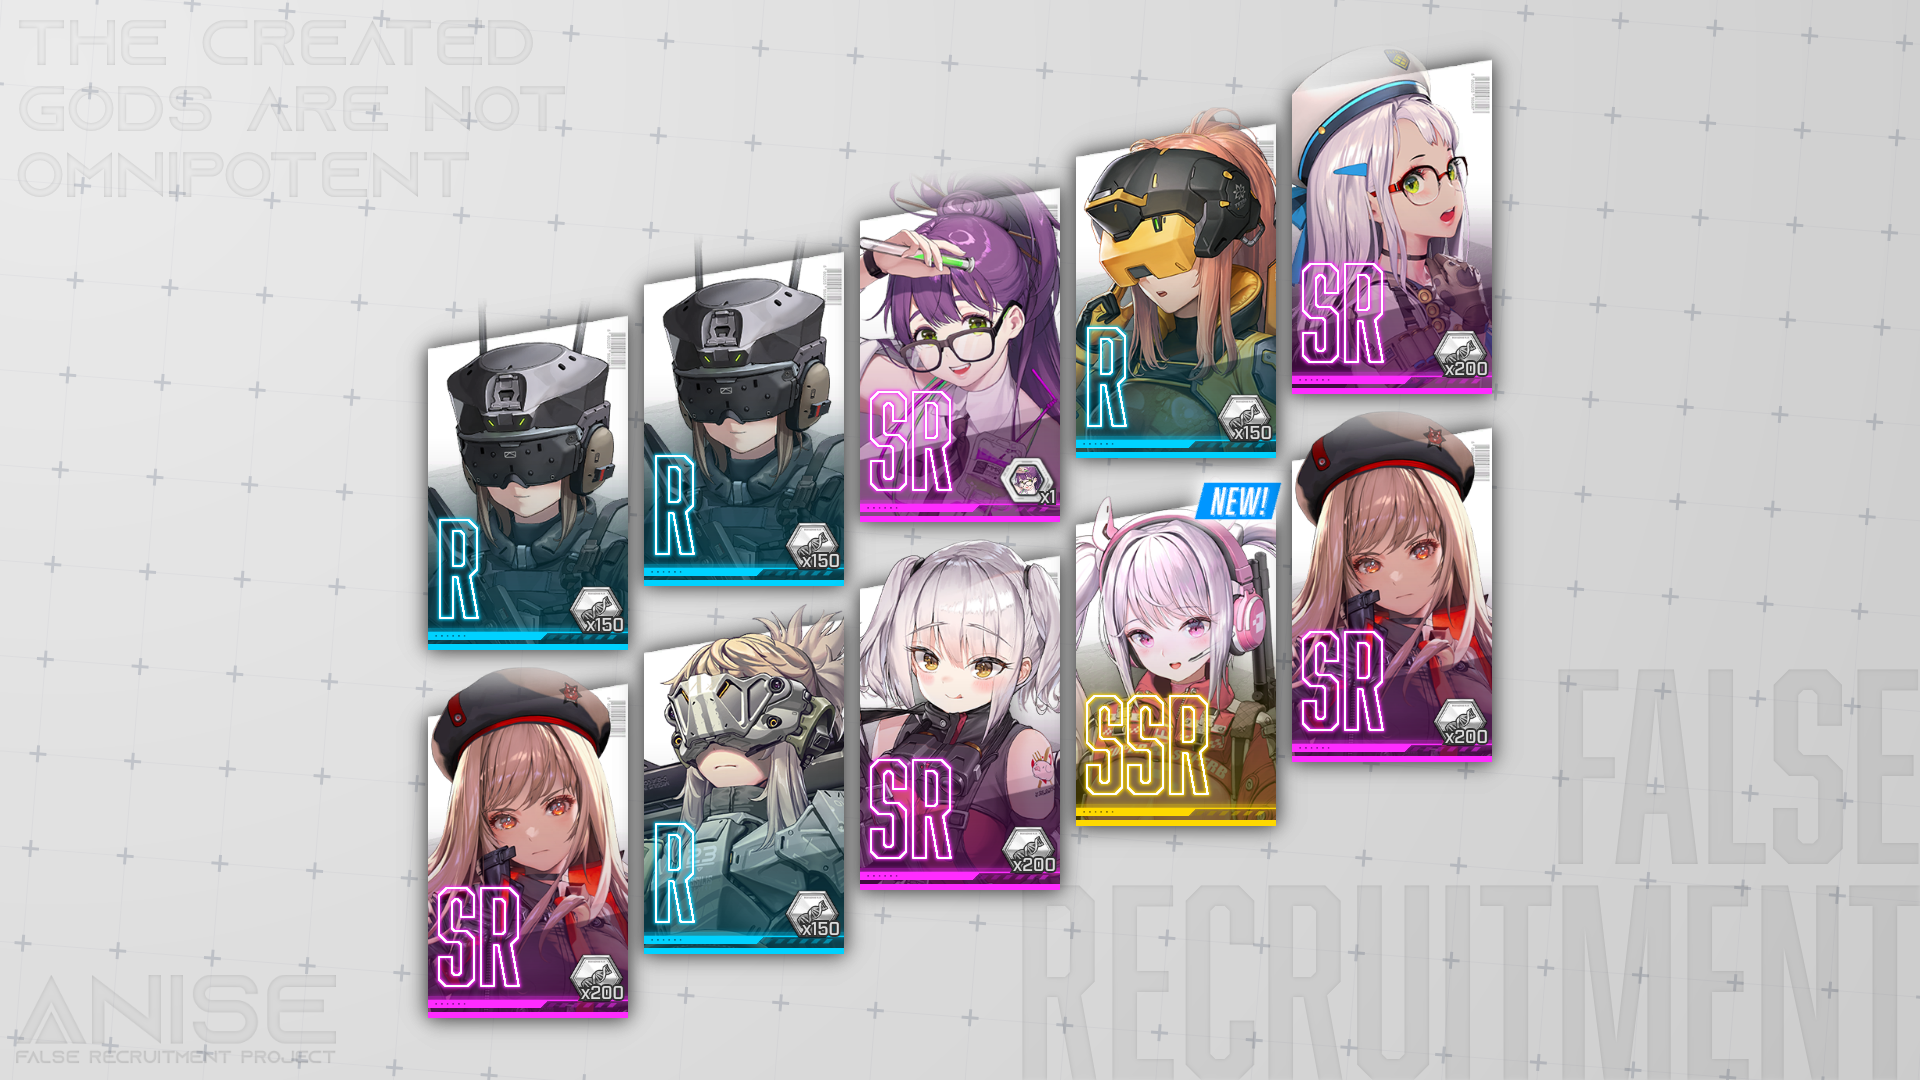 THE CREATED
GODS ARE NOT
OMNIPOTENT
R
x150
R
x150
SR
x1
R
x150
SR
x200
SR
x200
R
x150
SR
x200
NEW!
SSR
SR
x200
FALSE
RECRUITMENT
ANISE
FALSE RECRUITMENT PROJECT